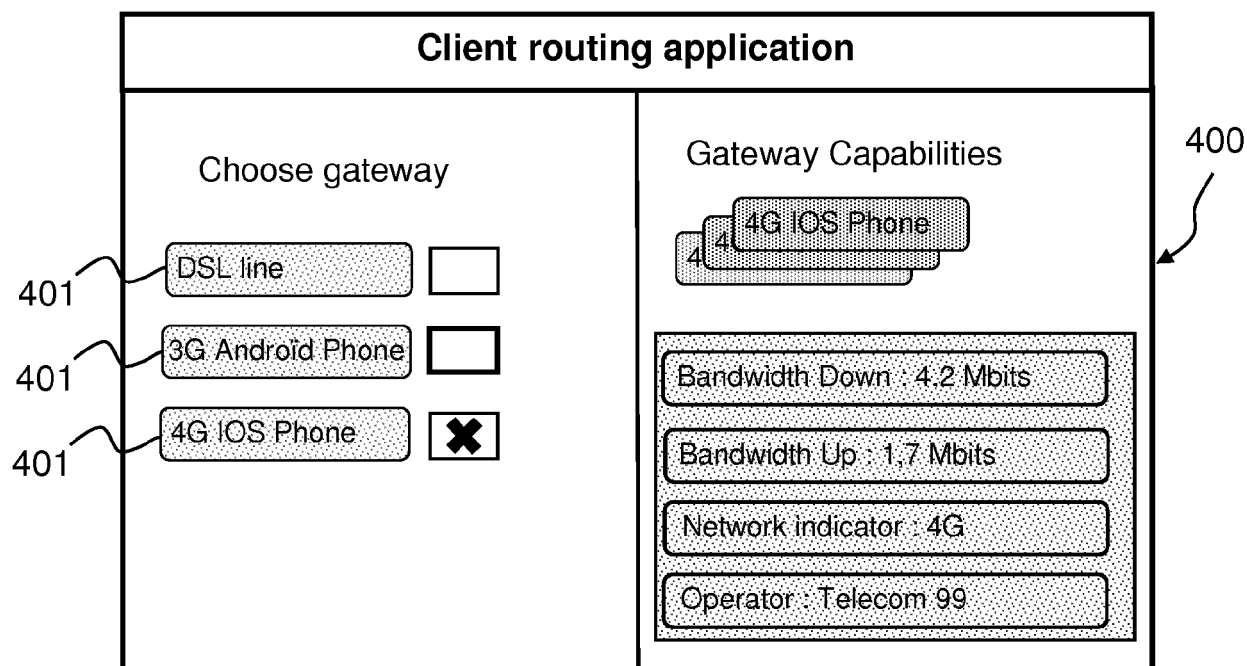 Client routing application
Choose gateway
DSL line
3G Androïd Phone
4G IOS Phone
401
401
401
Gateway Capabilities
4G IOS Phone
4
4
Bandwidth Down : 4.2 Mbits
Bandwidth Up : 1,7 Mbits
Network indicator : 4G
Operator : Telecom 99
400